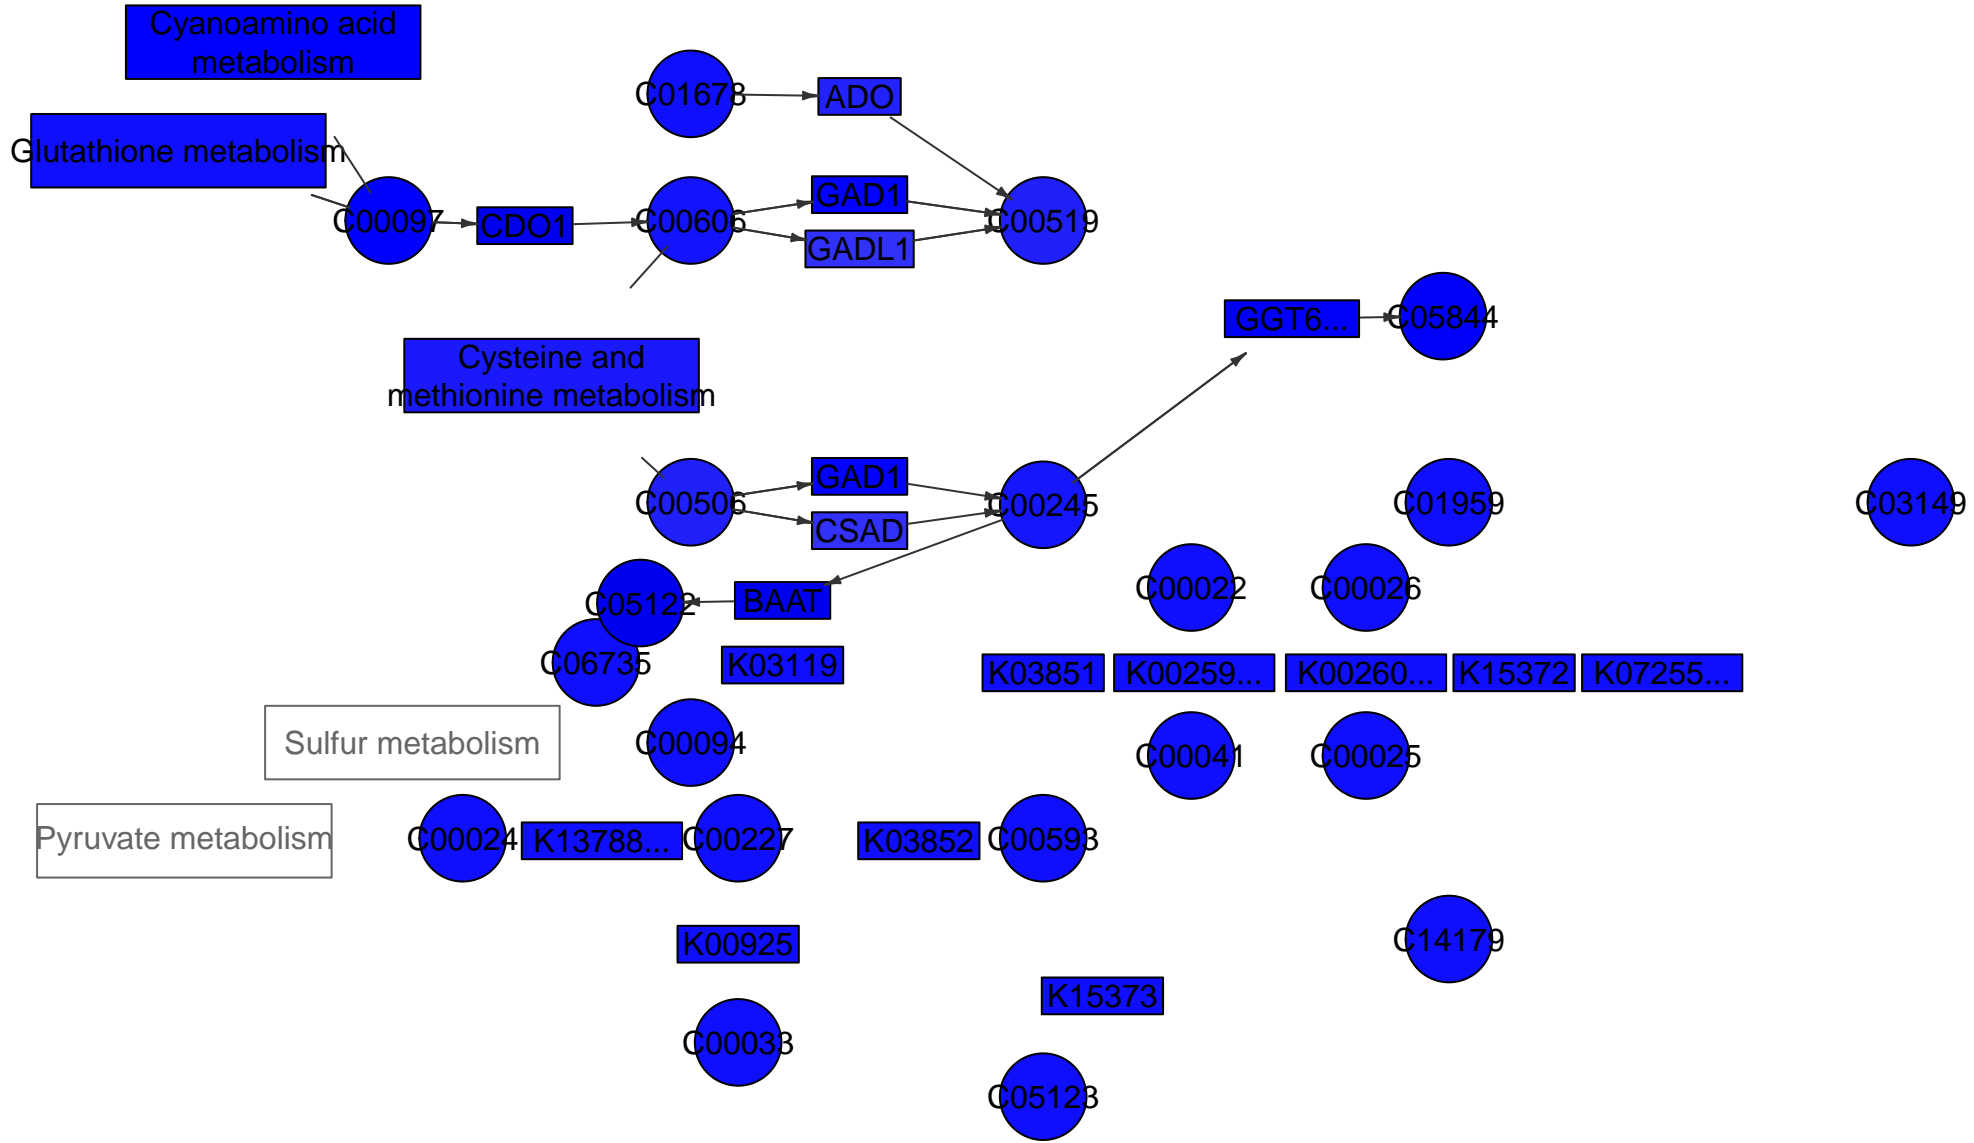 Cyanoamino acid
metabolism
C01678
ADO
Glutathione metabolism
C00097
CDO1
C00606
GAD1
GADL1
C00519
GGT6...
C05844
Cysteine and
methionine metabolism
C00506
GAD1
CSAD
C00245
C01959
C03149
C05122
BAAT
C00022
C00026
C06735
K03119
K03851
K00259...
K00260...
K15372
K07255...
Sulfur metabolism
C00094
C00041
C00025
Pyruvate metabolism
C00024
K13788...
C00227
K03852
C00593
K00925
C14179
K15373
C00033
C05123